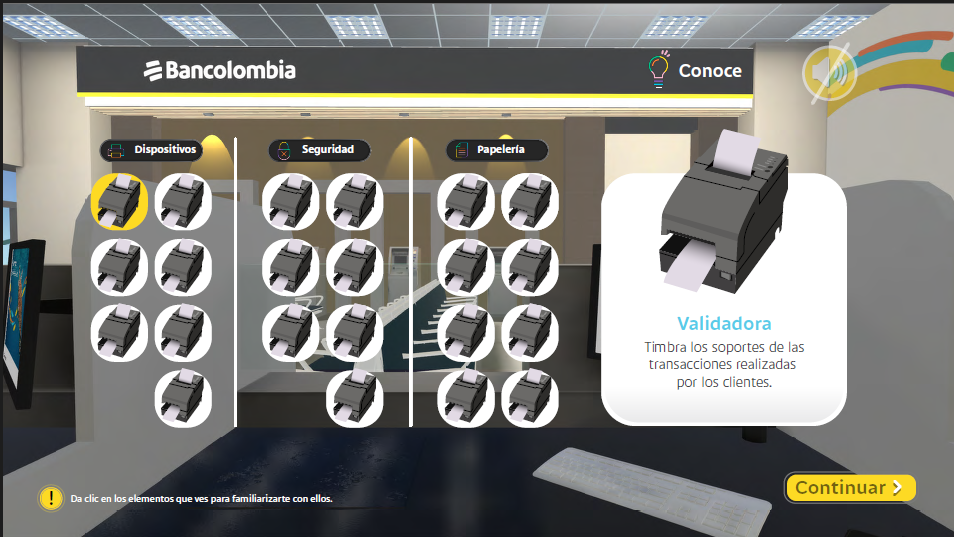 Bancolombia
Conoce
Dispositivos
Seguridad
Papelería
Validadora
Timbra los soportes de las
transacciones realizadas
por los clientes.
! Da clic en los elementos que ves para familiarizarte con ellos.
Continuar